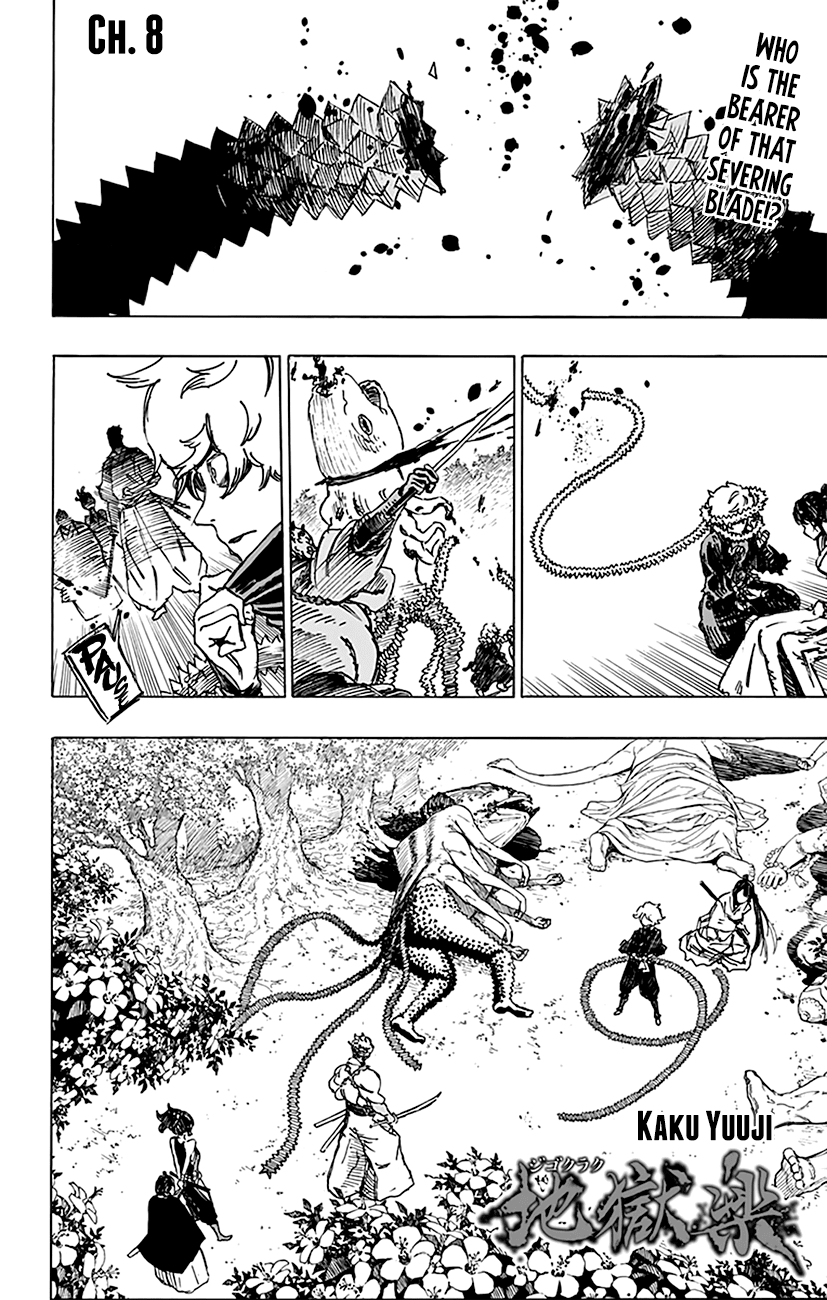 CH. 8
WHO
IS THE
BEARER
OF THAT
SEVERING
BLADE!?
PAUSE
KAKU YUUJI
ジゴクラク
地獄楽